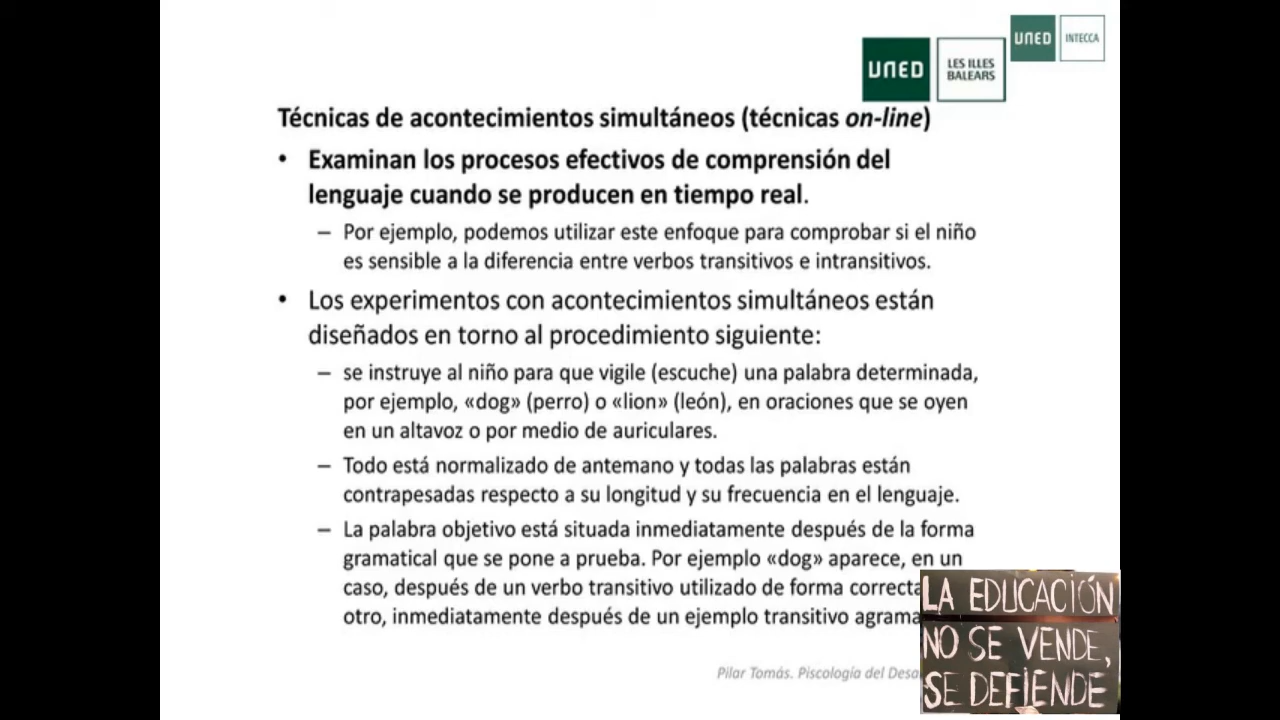 UNED
INTECCA
UNED
LES ILLES
BALEARS
Técnicas de acontecimientos simultáneos (técnicas on-line)
• Examinan los procesos efectivos de comprensión del
lenguaje cuando se producen en tiempo real.
– Por ejemplo, podemos utilizar este enfoque para comprobar si el niño
es sensible a la diferencia entre verbos transitivos e intransitivos.
• Los experimentos con acontecimientos simultáneos están
diseñados en torno al procedimiento siguiente:
– se instruye al niño para que vigile (escuche) una palabra determinada,
por ejemplo, «dog» (perro) o «lion» (león), en oraciones que se oyen
en un altavoz o por medio de auriculares.
– Todo está normalizado de antemano y todas las palabras están
contrapesadas respecto a su longitud y su frecuencia en el lenguaje.
– La palabra objetivo está situada inmediatamente después de la forma
gramatical que se pone a prueba. Por ejemplo «dog» aparece, en un
caso, después de un verbo transitivo utilizado de forma correcta
otro, inmediatamente después de un ejemplo transitivo agrama
Pilar Tomás. Piscología del Desa
LA EDUCACIÓN
NO SE VENDE,
SE DEFIENDE